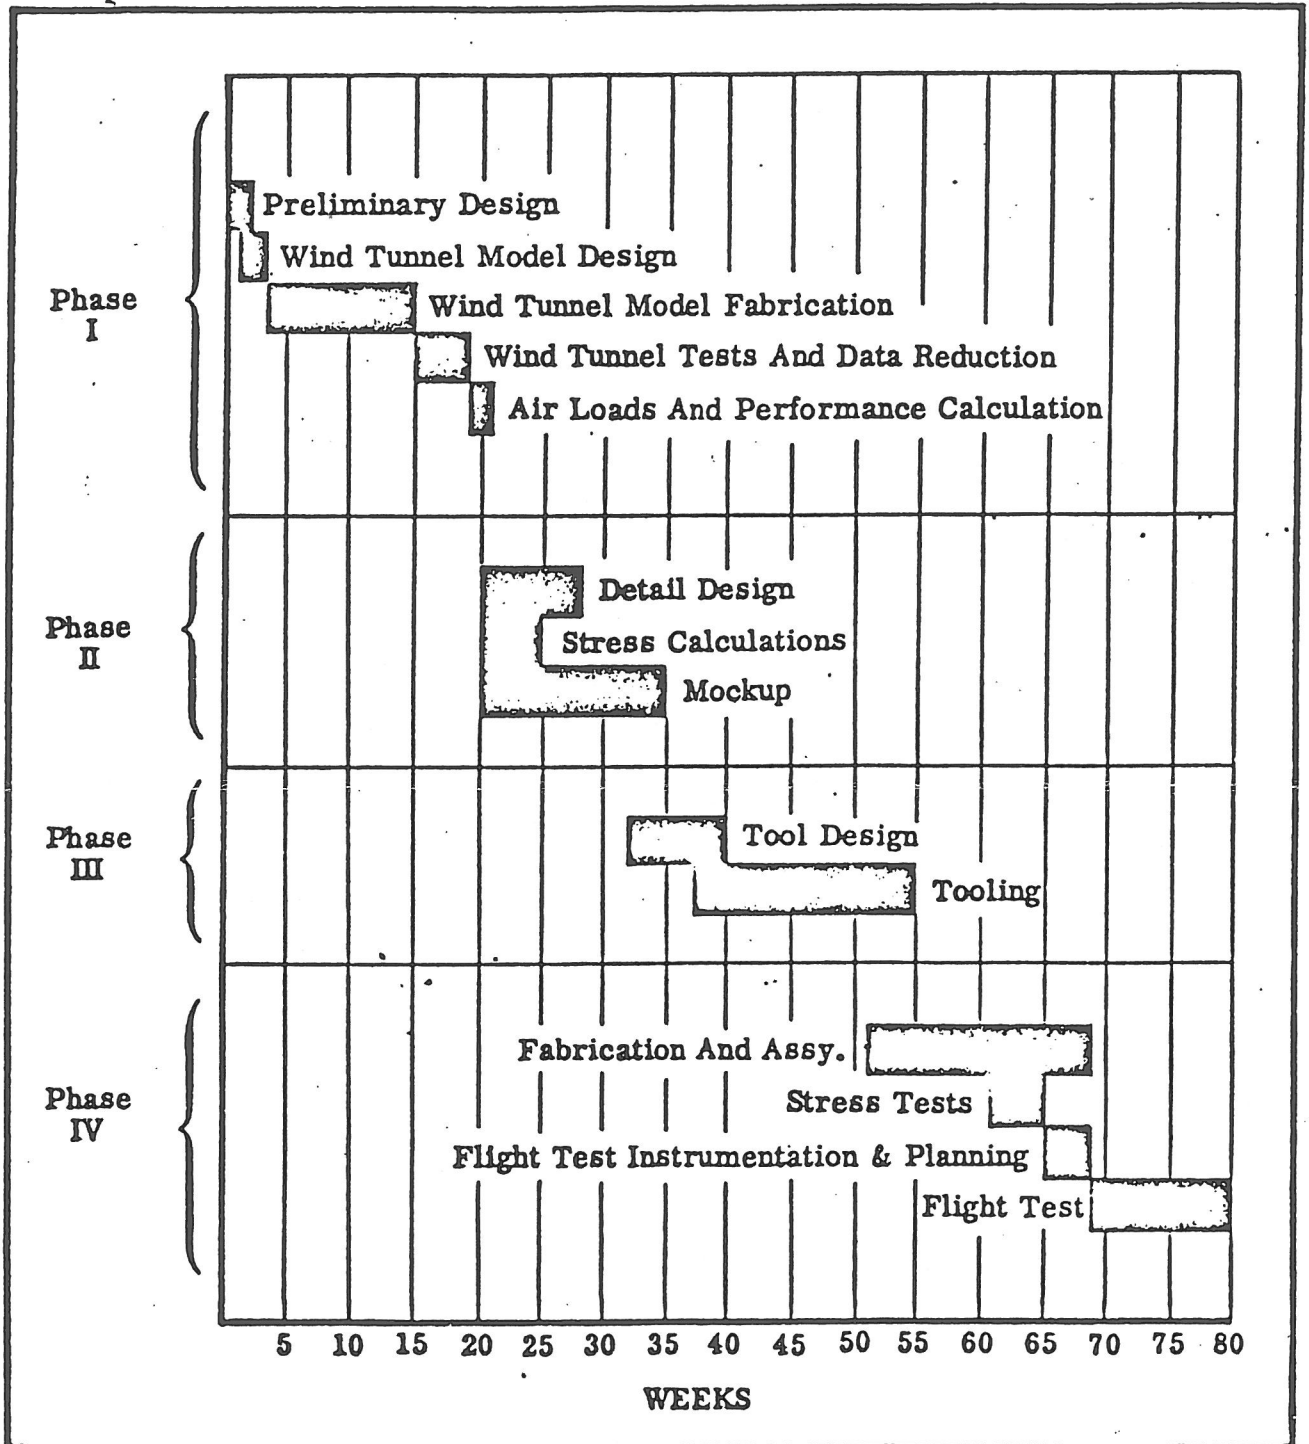 Preliminary Design
Wind Tunnel Model Design
Phase
I
Wind Tunnel Model Fabrication
Wind Tunnel Tests And Data Reduction
Air Loads And Performance Calculation
Phase
II
Detail Design
Stress Calculations
Mockup
Phase
III
Tool Design
Tooling
Phase
IV
Fabrication And Assy.
Stress Tests
Flight Test Instrumentation & Planning
Flight Test
5 10 15 20 25 30 35 40 45 50 55 60 65 70 75 80
WEEKS